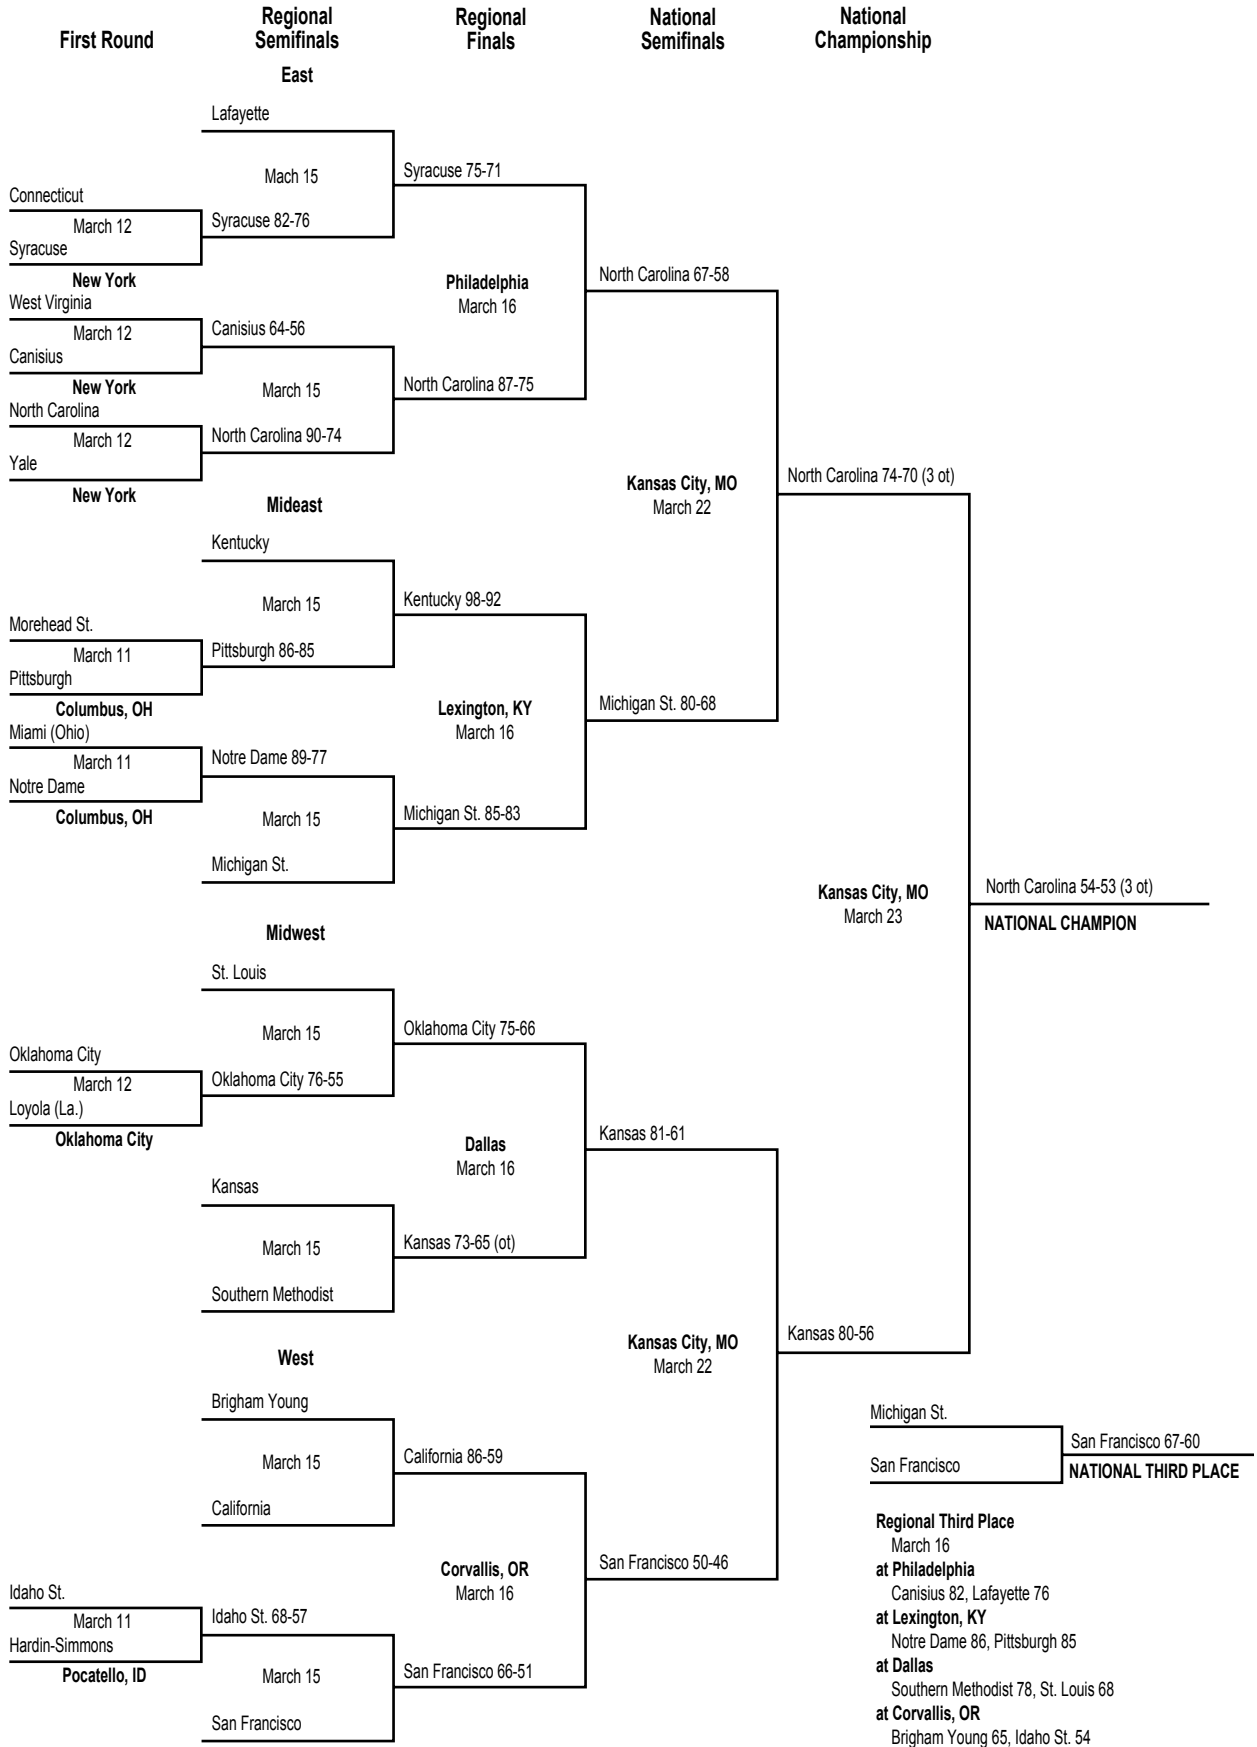 First Round
Regional
Semifinals
Regional
Finals
National
Semifinals
National
Championship
East
Lafayette
Mach 15
Syracuse 75-71
Connecticut
March 12
Syracuse 82-76
Syracuse
New York
Philadelphia
March 16
North Carolina 67-58
West Virginia
March 12
Canisius 64-56
Canisius
New York
March 15
North Carolina 87-75
North Carolina
March 12
North Carolina 90-74
Yale
New York
Kansas City, MO
March 22
North Carolina 74-70 (3 ot)
Mideast
Kentucky
March 15
Kentucky 98-92
Morehead St.
March 11
Pittsburgh 86-85
Pittsburgh
Columbus, OH
Lexington, KY
March 16
Michigan St. 80-68
Miami (Ohio)
March 11
Notre Dame 89-77
Notre Dame
Columbus, OH
March 15
Michigan St. 85-83
Michigan St.
Kansas City, MO
March 23
North Carolina 54-53 (3 ot)
NATIONAL CHAMPION
Midwest
St. Louis
March 15
Oklahoma City 75-66
Oklahoma City
March 12
Oklahoma City 76-55
Loyola (La.)
Oklahoma City
Dallas
March 16
Kansas 81-61
Kansas
March 15
Kansas 73-65 (ot)
Southern Methodist
Kansas City, MO
March 22
Kansas 80-56
West
Brigham Young
March 15
California 86-59
California
Corvallis, OR
March 16
San Francisco 50-46
Idaho St.
March 11
Idaho St. 68-57
Hardin-Simmons
Pocatello, ID
March 15
San Francisco 66-51
San Francisco
Michigan St.
San Francisco 67-60
San Francisco
NATIONAL THIRD PLACE
Regional Third Place
March 16
at Philadelphia
Canisius 82, Lafayette 76
at Lexington, KY
Notre Dame 86, Pittsburgh 85
at Dallas
Southern Methodist 78, St. Louis 68
at Corvallis, OR
Brigham Young 65, Idaho St. 54